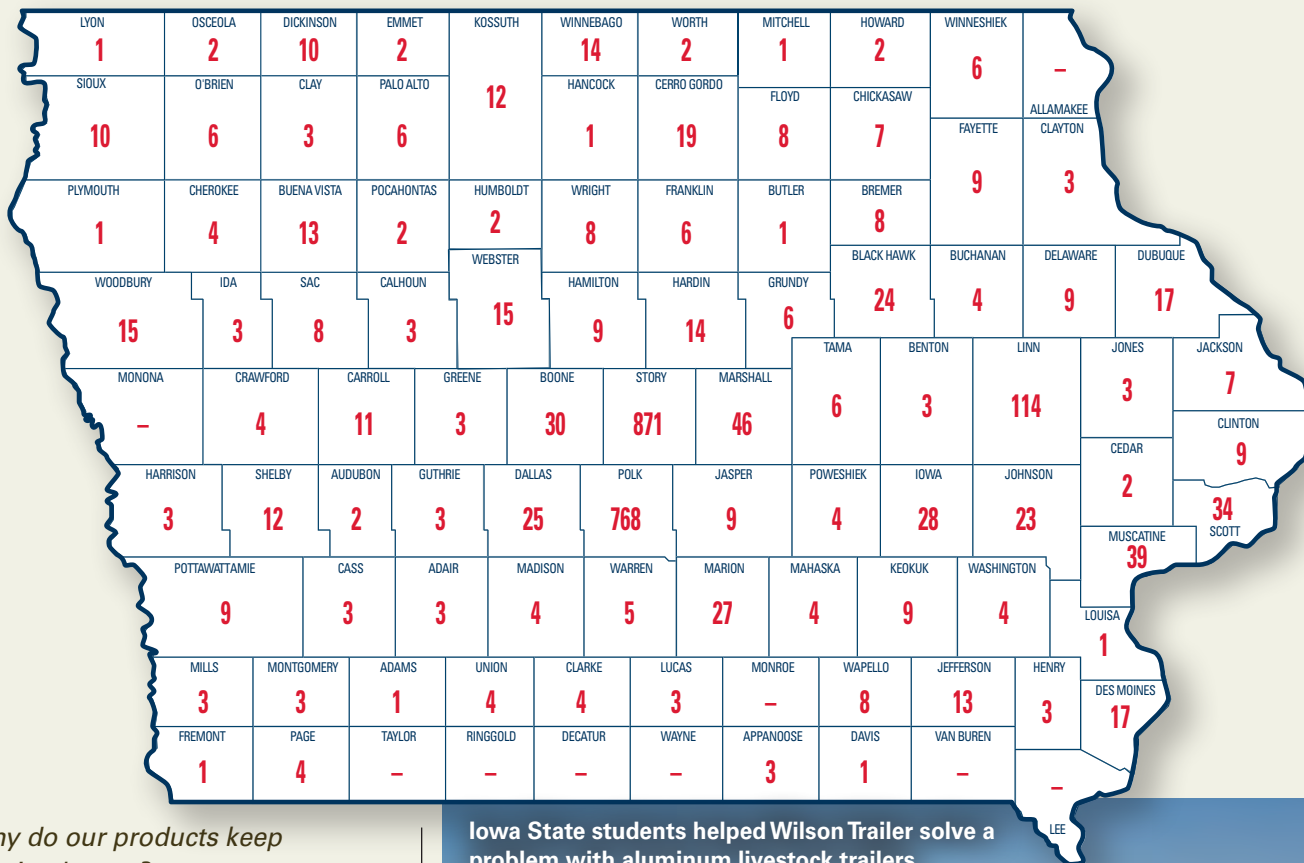 LYON OSCEOLA DICKINSON EMMET KOSSUTH WINNEBAGO WORTH MITCHELL HOWARD WINNESHIEK
1 2 10 2 12 14 2 1 2 6 –
ALLAMAKEE
SIOUX O'BRIEN CLAY PALO ALTO HANCOCK CERRO GORDO FLOYD CHICKASAW
10 6 3 6 1 19 8 7
FAYETTE CLAYTON
9 3
PLYMOUTH CHEROKEE BUENA VISTA POCAHONTAS HUMBOLDT WRIGHT FRANKLIN BUTLER BREMER
1 4 13 2 2 8 6 1 8
WEBSTER
15
BLACK HAWK BUCHANAN DELAWARE DUBUQUE
24 4 9 17
WOODBURY IDA SAC CALHOUN HAMILTON HARDIN GRUNDY
15 3 8 3 9 14 6
TAMA BENTON LINN JONES JACKSON
6 3 114 3 7
MONONA CRAWFORD CARROLL GREENE BOONE STORY MARSHALL
– 4 11 3 30 871 46
CLINTON
9
CEDAR
2
HARRISON SHELBY AUDUBON GUTHRIE DALLAS POLK JASPER POWESHIEK IOWA JOHNSON
3 12 2 3 25 768 9 4 28 23
34
SCOTT
MUSCATINE
39
POTTAWATTAMIE CASS ADAIR MADISON WARREN MARION MAHASKA KEOKUK WASHINGTON
9 3 3 4 5 27 4 9 4
LOUISA
1
MILLS MONTGOMERY ADAMS UNION CLARKE LUCAS MONROE WAPELLO JEFFERSON HENRY
3 3 1 4 4 3 – 8 13 3
DES MOINES
17
FREMONT PAGE TAYLOR RINGGOLD DECATUR WAYNE APPANOOSE DAVIS VAN BUREN
1 4 – – – – 3 1 –
–
LEE
do our products keep
Iowa State students helped Wilson Trailer solve a
problem with aluminum livestock trailers